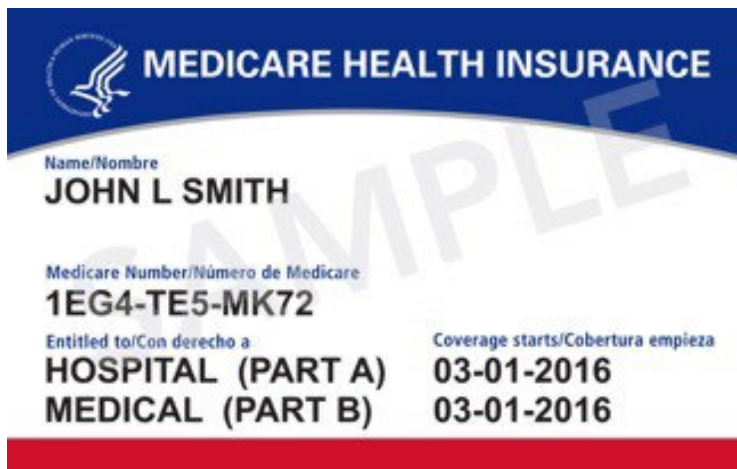 MEDICARE HEALTH INSURANCE
Name/Nombre
JOHN L SMITH
Medicare Number/Número de Medicare
1EG4-TE5-MK72
Entitled to/Con derecho a Coverage starts/Cobertura empieza
HOSPITAL (PART A) 03-01-2016
MEDICAL (PART B) 03-01-2016
SAMPLE